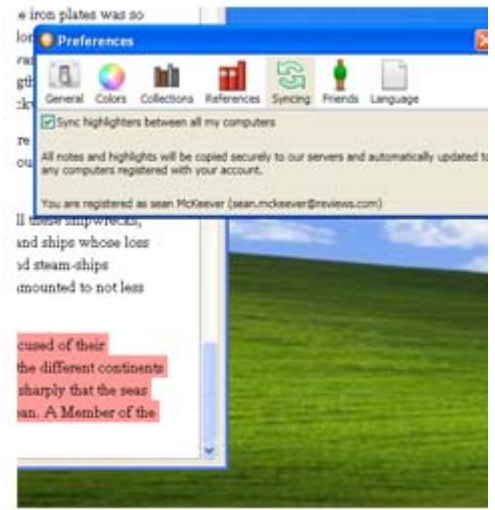 e iron plates was so
Preferences
General Colors Collections References Syncing Friends Language
Sync highlighters between all my computers
All notes and highlights will be copied securely to our servers and automatically updated to
any computers registered with your account.
You are registered as sean McKeever (sean.mckeever@reviews.com)
ll these shipwrecks,
and ships whose loss
nd steam-ships
amounted to not less
cused of their
the different continents
sharply that the seas
ean. A Member of the